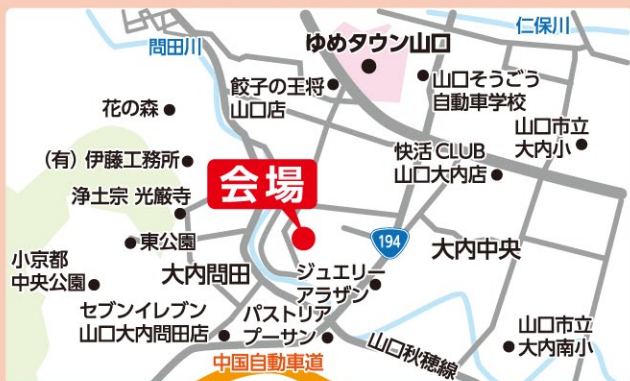 仁保川
問田川
ゆめタウン山口
餃子の王将
山口店
山口そうごう
自動車学校
花の森
山口市立
大内小
快活CLUB
山口大内店
(有)伊藤工務所
会場
浄土宗 光厳寺
東公園
194
大内中央
小京都
中央公園
大内問田
ジュエリー
アラザン
セブンイレブン
山口大内問田店
パストリア
プーサン
山口秋穂線
山口市立
大内南小
中国自動車道